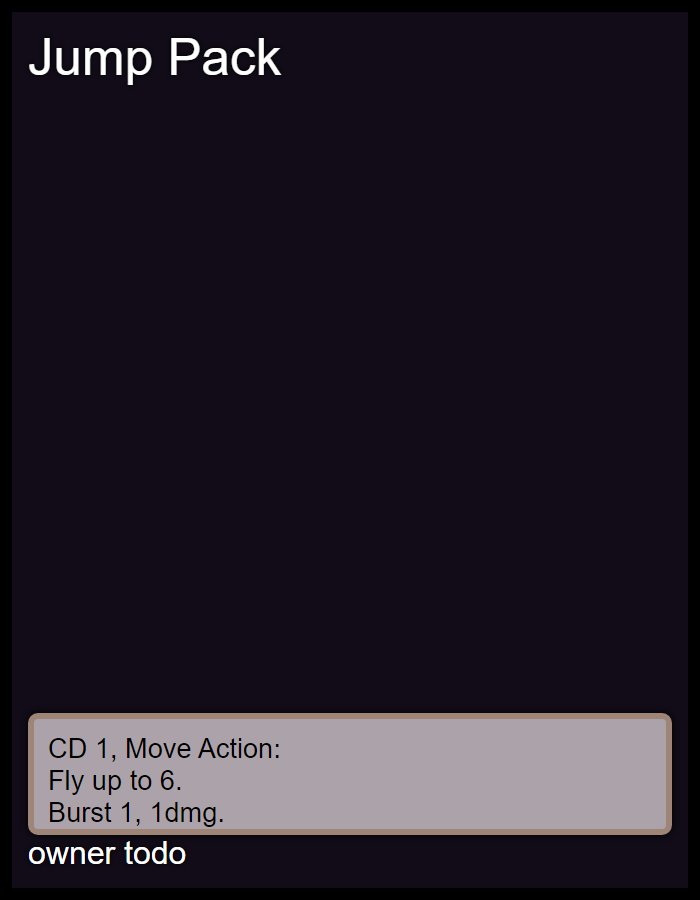 Jump Pack
CD 1, Move Action:
Fly up to 6.
Burst 1, 1dmg.
owner todo